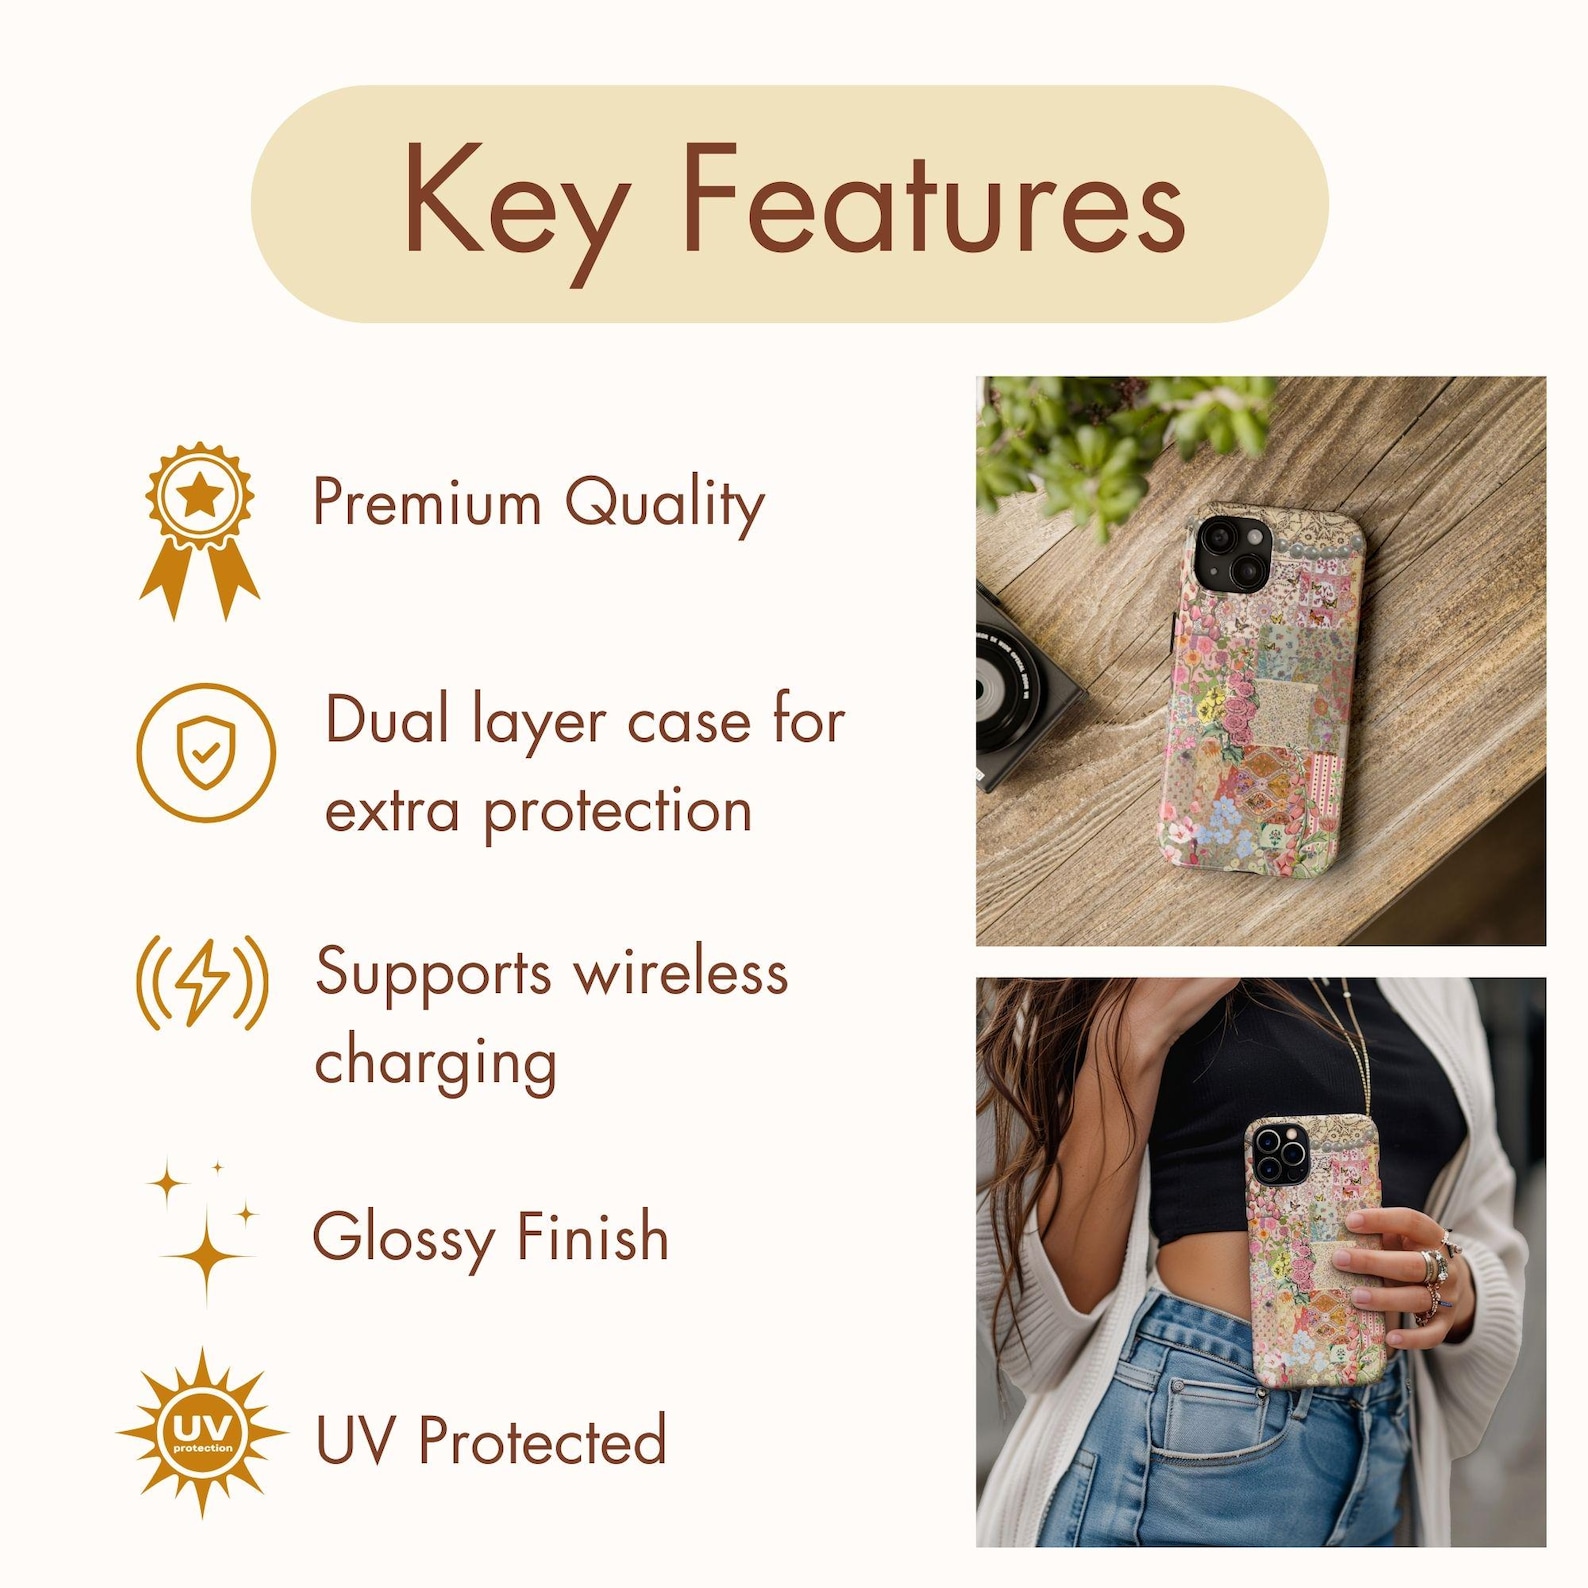 Key Features
Premium Quality
Dual layer case for
extra protection
Supports wireless
charging
Glossy Finish
UV
protection
UV Protected